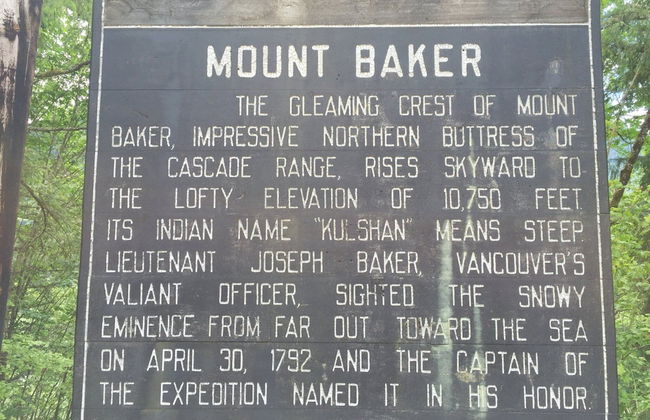 MOUNT BAKER
THE GLEAMING CREST OF MOUNT
BAKER, IMPRESSIVE NORTHERN BUTTRESS OF
THE CASCADE RANGE, RISES SKYWARD TO
THE LOFTY ELEVATION OF 10,750 FEET.
ITS INDIAN NAME "KULSHAN" MEANS STEEP.
LIEUTENANT JOSEPH BAKER, VANCOUVER'S
VALIANT OFFICER, SIGHTED THE SNOWY
EMINENCE FROM FAR OUT TOWARD THE SEA
ON APRIL 30, 1792 AND THE CAPTAIN OF
THE EXPEDITION NAMED IT IN HIS HONOR.